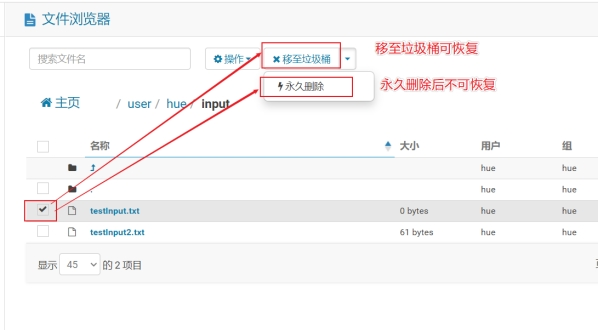 文件浏览器
搜索文件名 操作 移至垃圾桶 移至垃圾桶可恢复
永久删除 永久删除后不可恢复
主页 / user / hue / input
名称 大小 用户 组
hue hue
. hue hue
testInput.txt 0 bytes hue hue
testInput2.txt 61 bytes hue hue
显示 45 的 2 项目